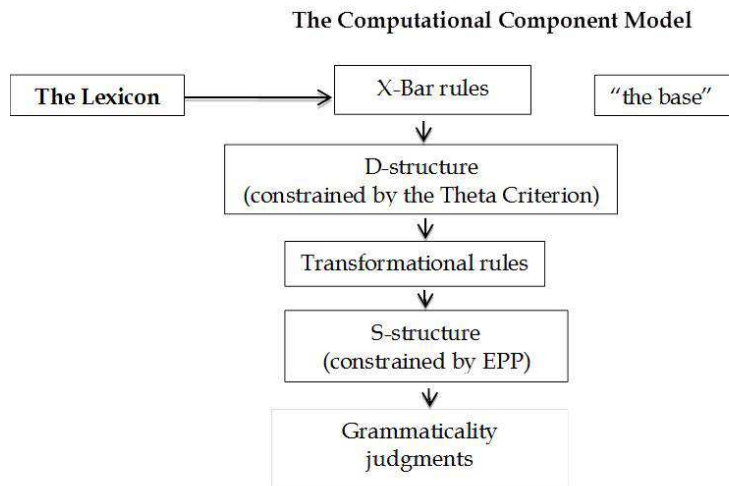 The Computational Component Model
The Lexicon
X-Bar rules
“the base”
D-structure
(constrained by the Theta Criterion)
Transformational rules
S-structure
(constrained by EPP)
Grammaticality
judgments